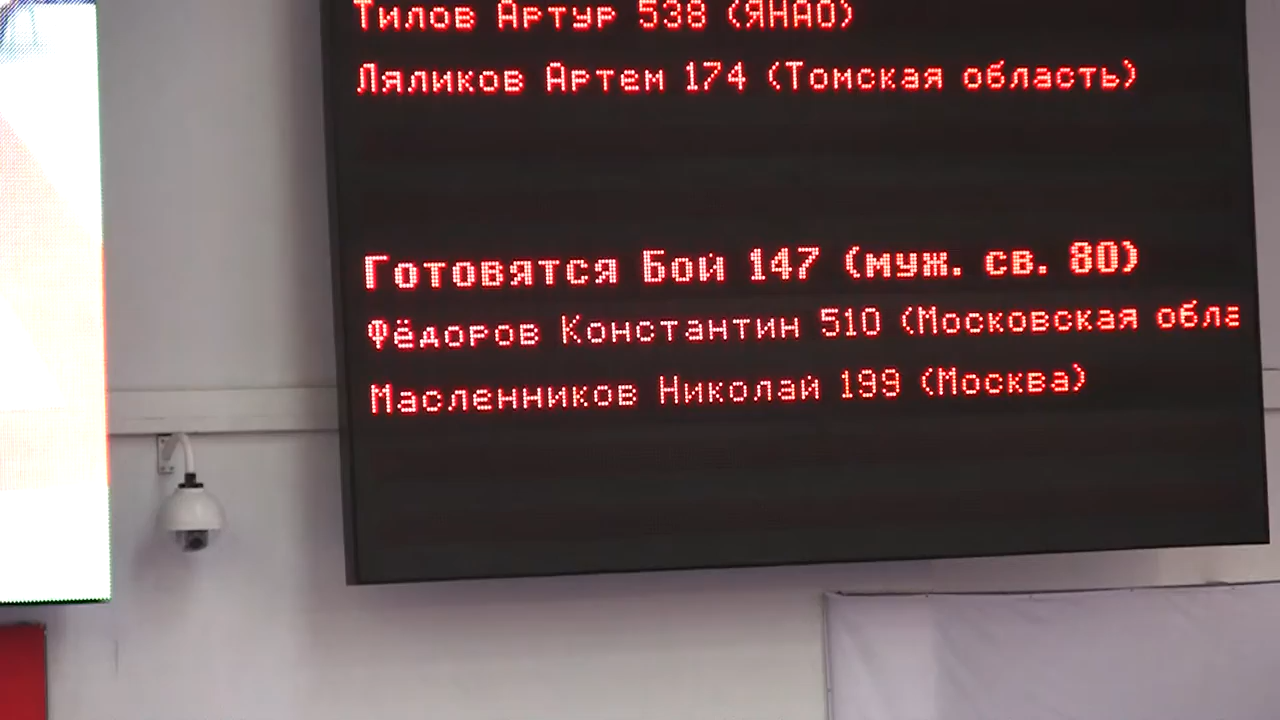 Тилов Артур 538 (ЯНАО)
Ляликов Артем 174 (Томская область)
Готовятся Бой 147 (муж. св. 80)
Фёдоров Константин 510 (Московская обла
Масленников Николай 199 (Москва)